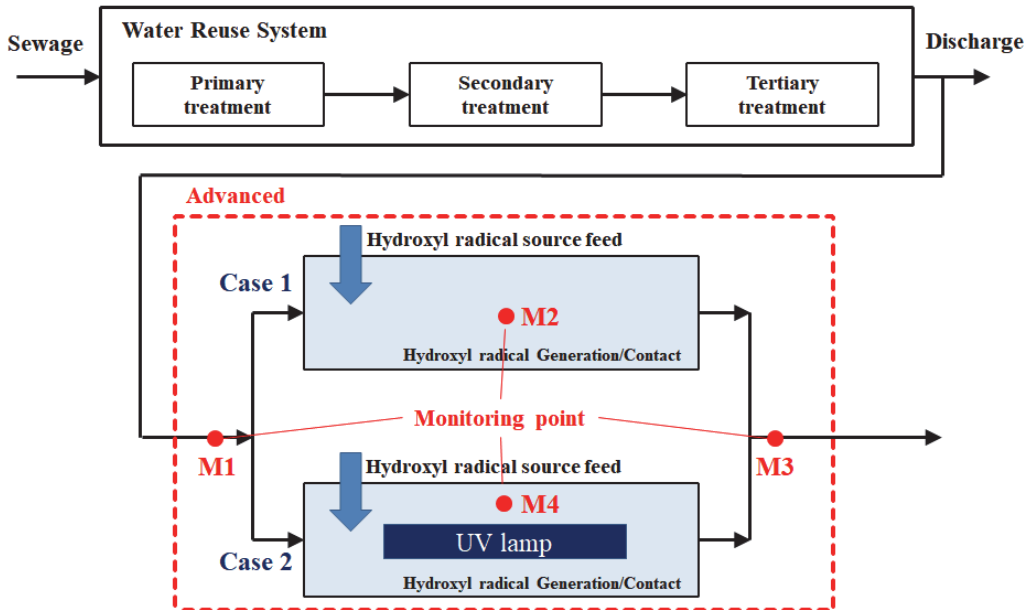 Sewage
Water Reuse System
Discharge
Primary
treatment
Secondary
treatment
Tertiary
treatment
Advanced
Hydroxyl radical source feed
Case 1
M2
Hydroxyl radical Generation/Contact
Monitoring point
M1
M3
Hydroxyl radical source feed
M4
UV lamp
Case 2
Hydroxyl radical Generation/Contact